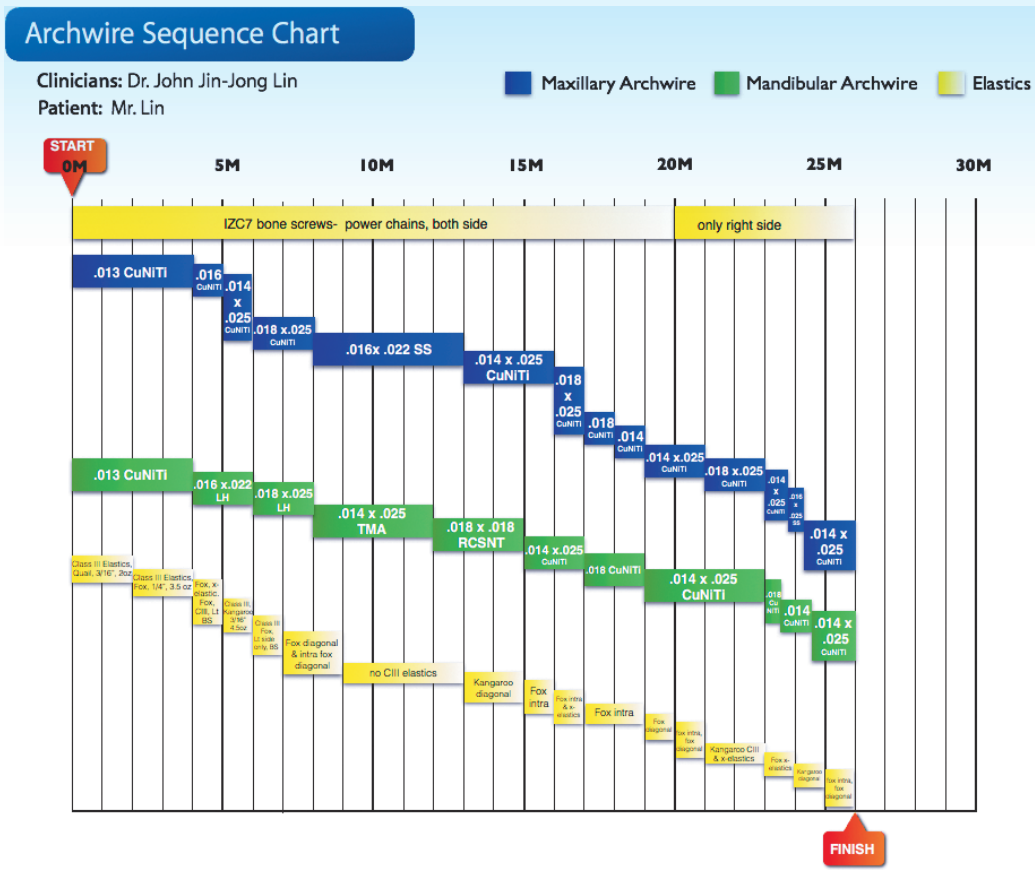 Archwire Sequence Chart
Clinicians: Dr. John Jin-Jong Lin
Patient: Mr. Lin
Maxillary Archwire
Mandibular Archwire
Elastics
START
0M
5M
10M
15M
20M
25M
30M
IZC7 bone screws- power chains, both side
only right side
.013 CuNiTi
.016
CuNiTi
.014
x
.025
CuNiTi
.018 x.025
CuNiTi
.016x .022 SS
.014 x .025
CuNiTi
.018
x
.025
CuNiTi
.018
CuNiTi
.014
CuNiTi
.014 x.025
CuNiTi
.018 x.025
CuNiTi
.014
x
.025
CuNiTi
.016
x
.025
SS
.014 x
.025
CuNiTi
.013 CuNiTi
.016 x.022
LH
.018 x.025
LH
.014 x .025
TMA
.018 x .018
RCSNT
.014 x.025
CuNiTi
.016 CuNiTi
.014 x .025
CuNiTi
.018
Cu
NiTi
.014
CuNiTi
.014 x
.025
CuNiTi
Class III Elastics,
Quail, 3/16", 2oz
Class III Elastics,
Fox, 1/4", 3.5 oz
Fox, x-
elastic,
Fox,
CIII, Lt
BS
Class III,
Kangaroo
3/16"
4.5oz
Class III
Fox,
Lt side
only, BS
Fox diagonal
& intra fox
diagonal
no CIII elastics
Kangaroo
diagonal
Fox
intra
Fox intra
& x-
elastics
Fox intra
Fox
diagonal
fox intra,
fox
diagonal
Kangaroo CIII
& x-elastics
Fox x-
elastics
Kangaroo
diagonal
fox intra,
fox
diagonal
FINISH